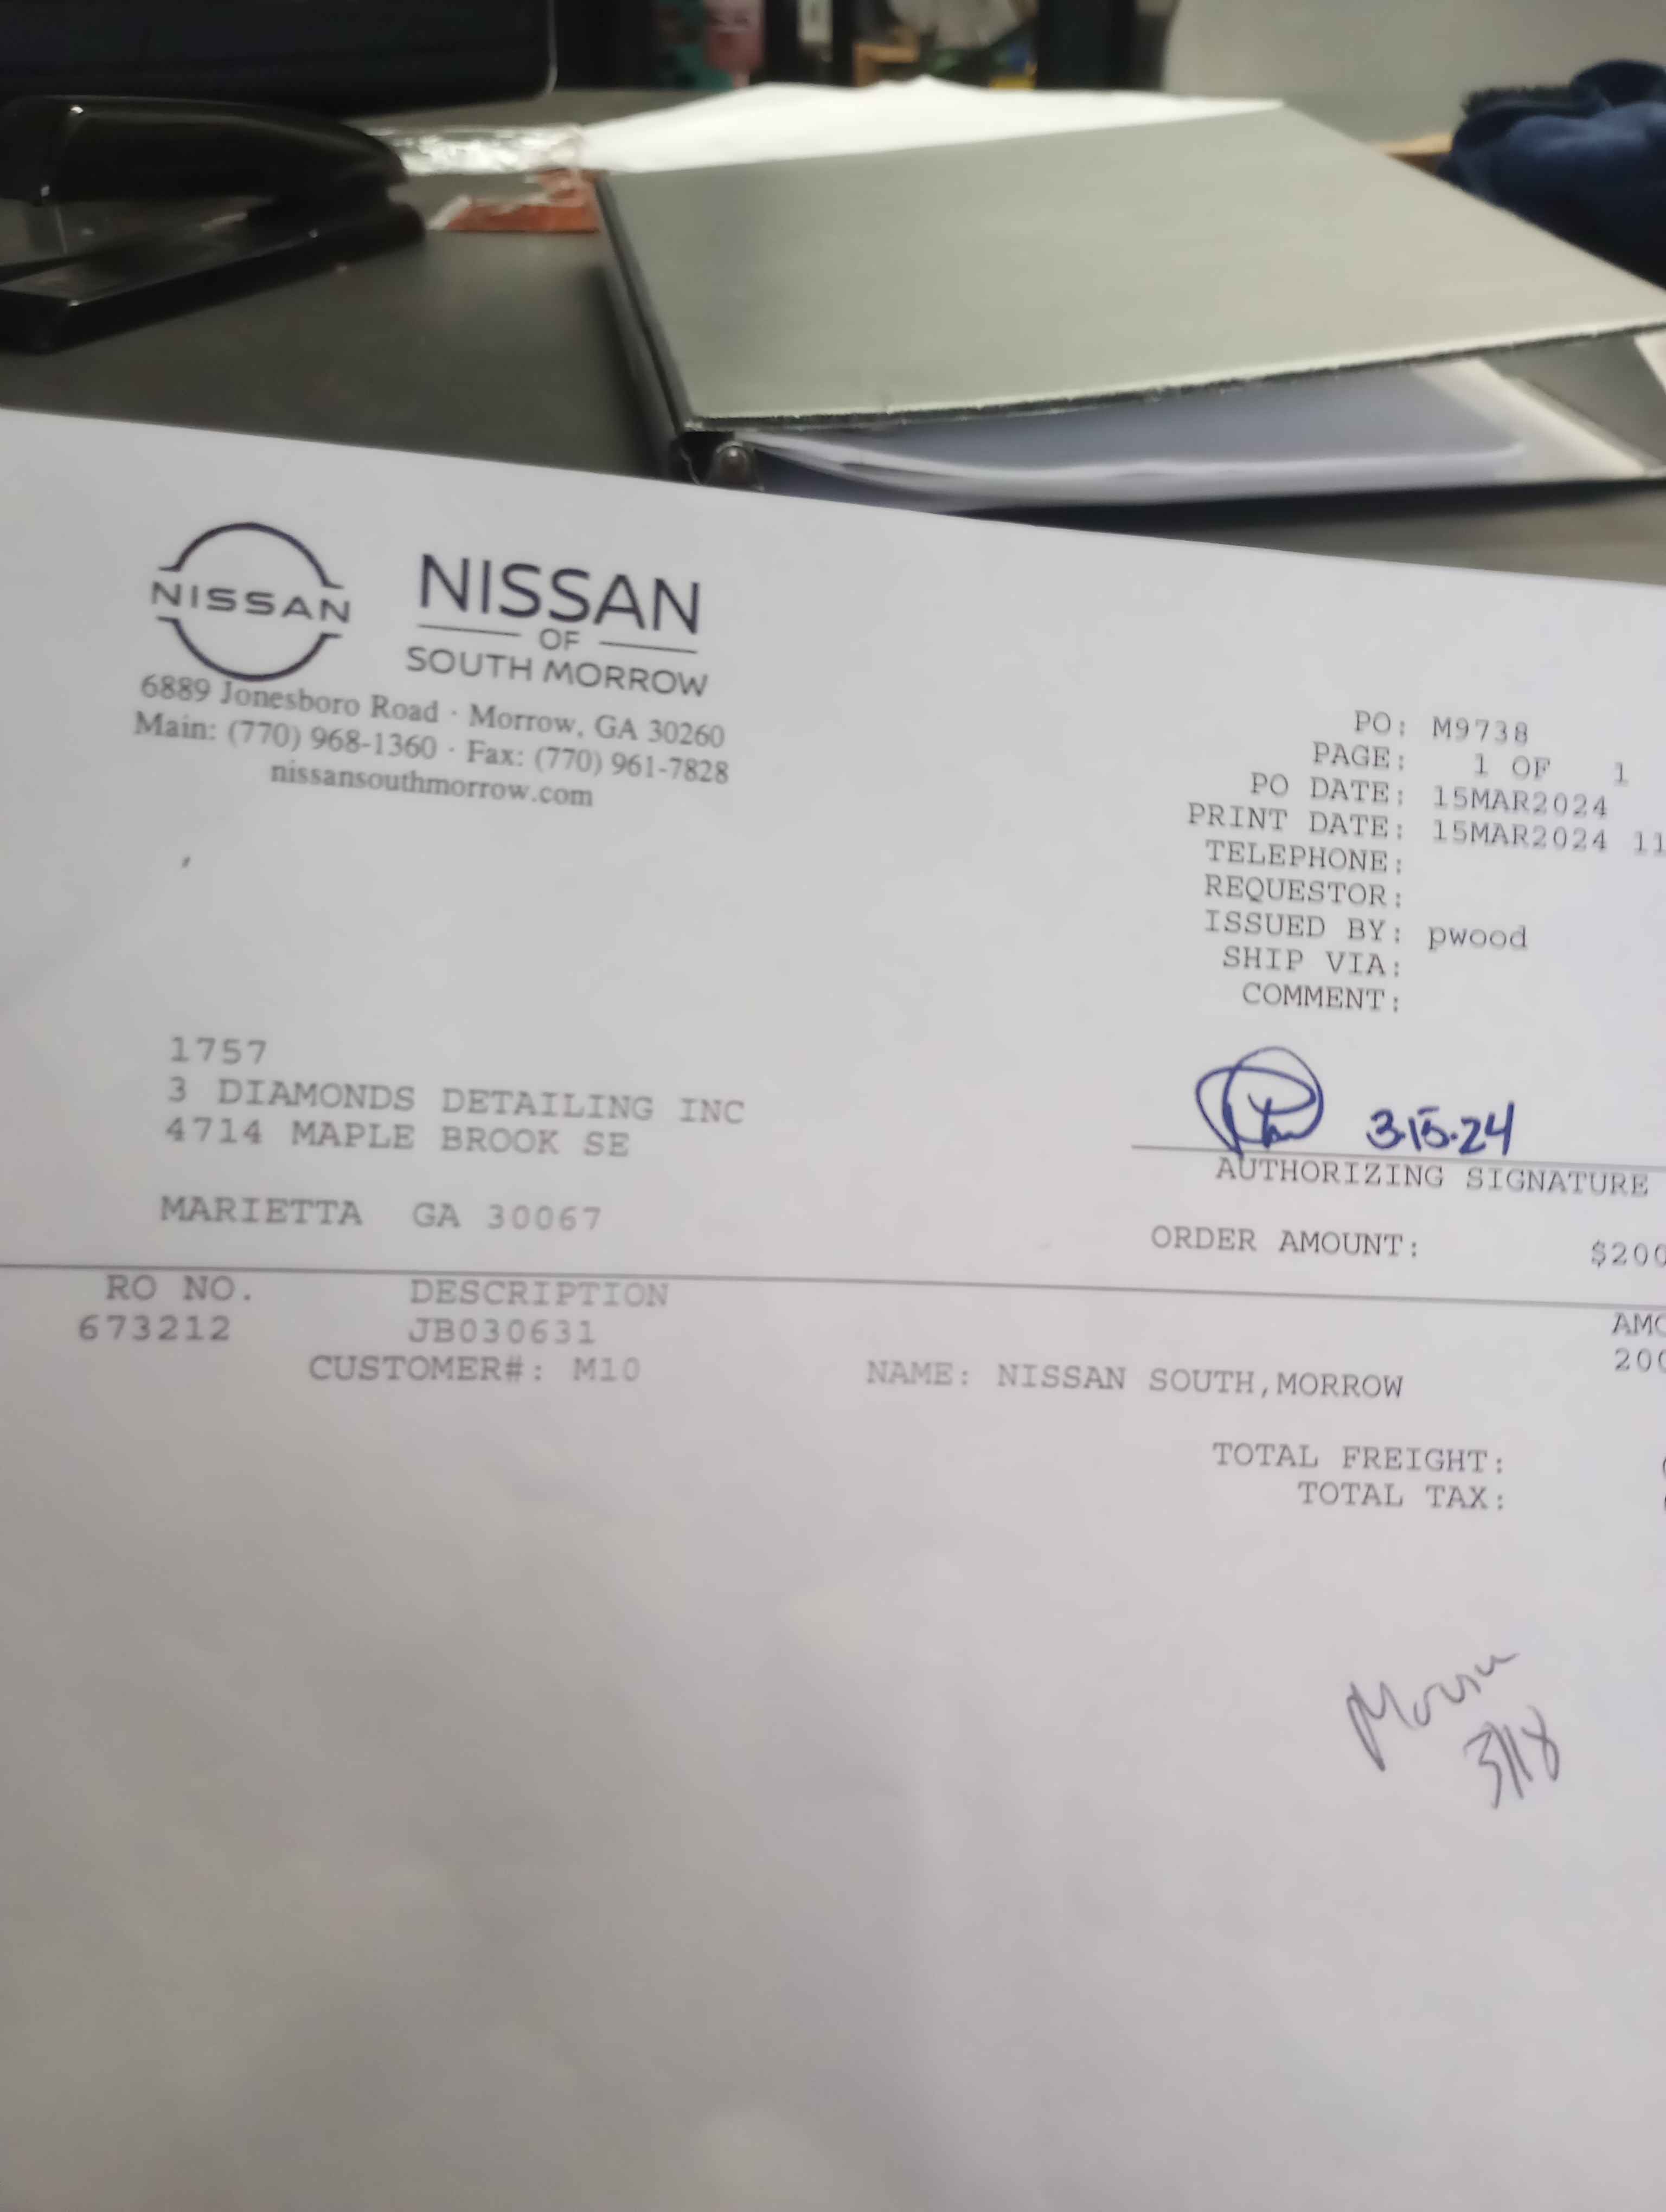 NISSAN
NISSAN
OF
SOUTH MORROW
6889 Jonesboro Road · Morrow, GA 30260
Main: (770) 968-1360 · Fax: (770) 961-7828
nissansouthmorrow.com
PO: M9738
PAGE: 1 OF 1
PO DATE: 15MAR2024
PRINT DATE: 15MAR2024 11
TELEPHONE:
REQUESTOR:
ISSUED BY: pwood
SHIP VIA:
COMMENT:
1757
3 DIAMONDS DETAILING INC
4714 MAPLE BROOK SE
MARIETTA GA 30067
3.15.24
AUTHORIZING SIGNATURE
ORDER AMOUNT: $200
RO NO. DESCRIPTION AMO
673212 JB030631 200
CUSTOMER#: M10 NAME: NISSAN SOUTH,MORROW
TOTAL FREIGHT:
TOTAL TAX:
3/18